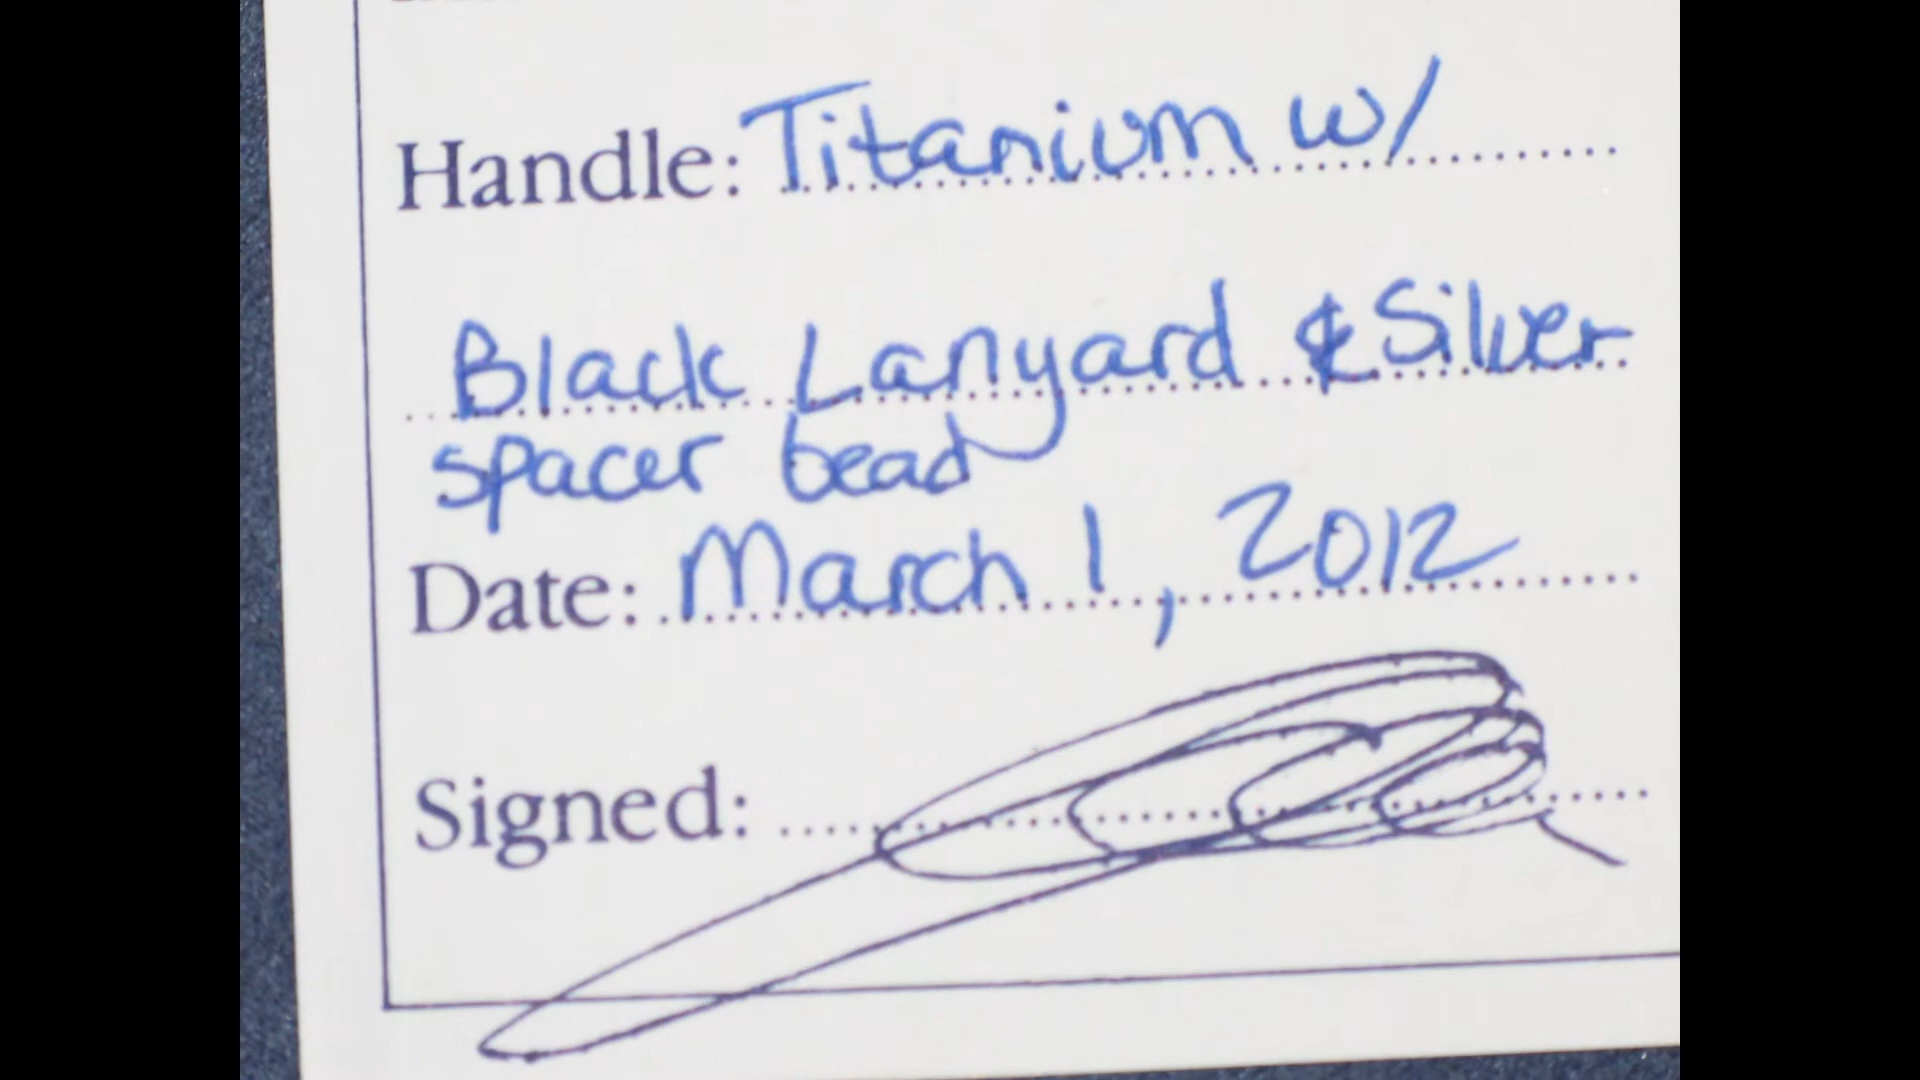 Handle: Titanium w/
Black Lanyard & Silver
spacer bead
Date: March 1, 2012
Signed: